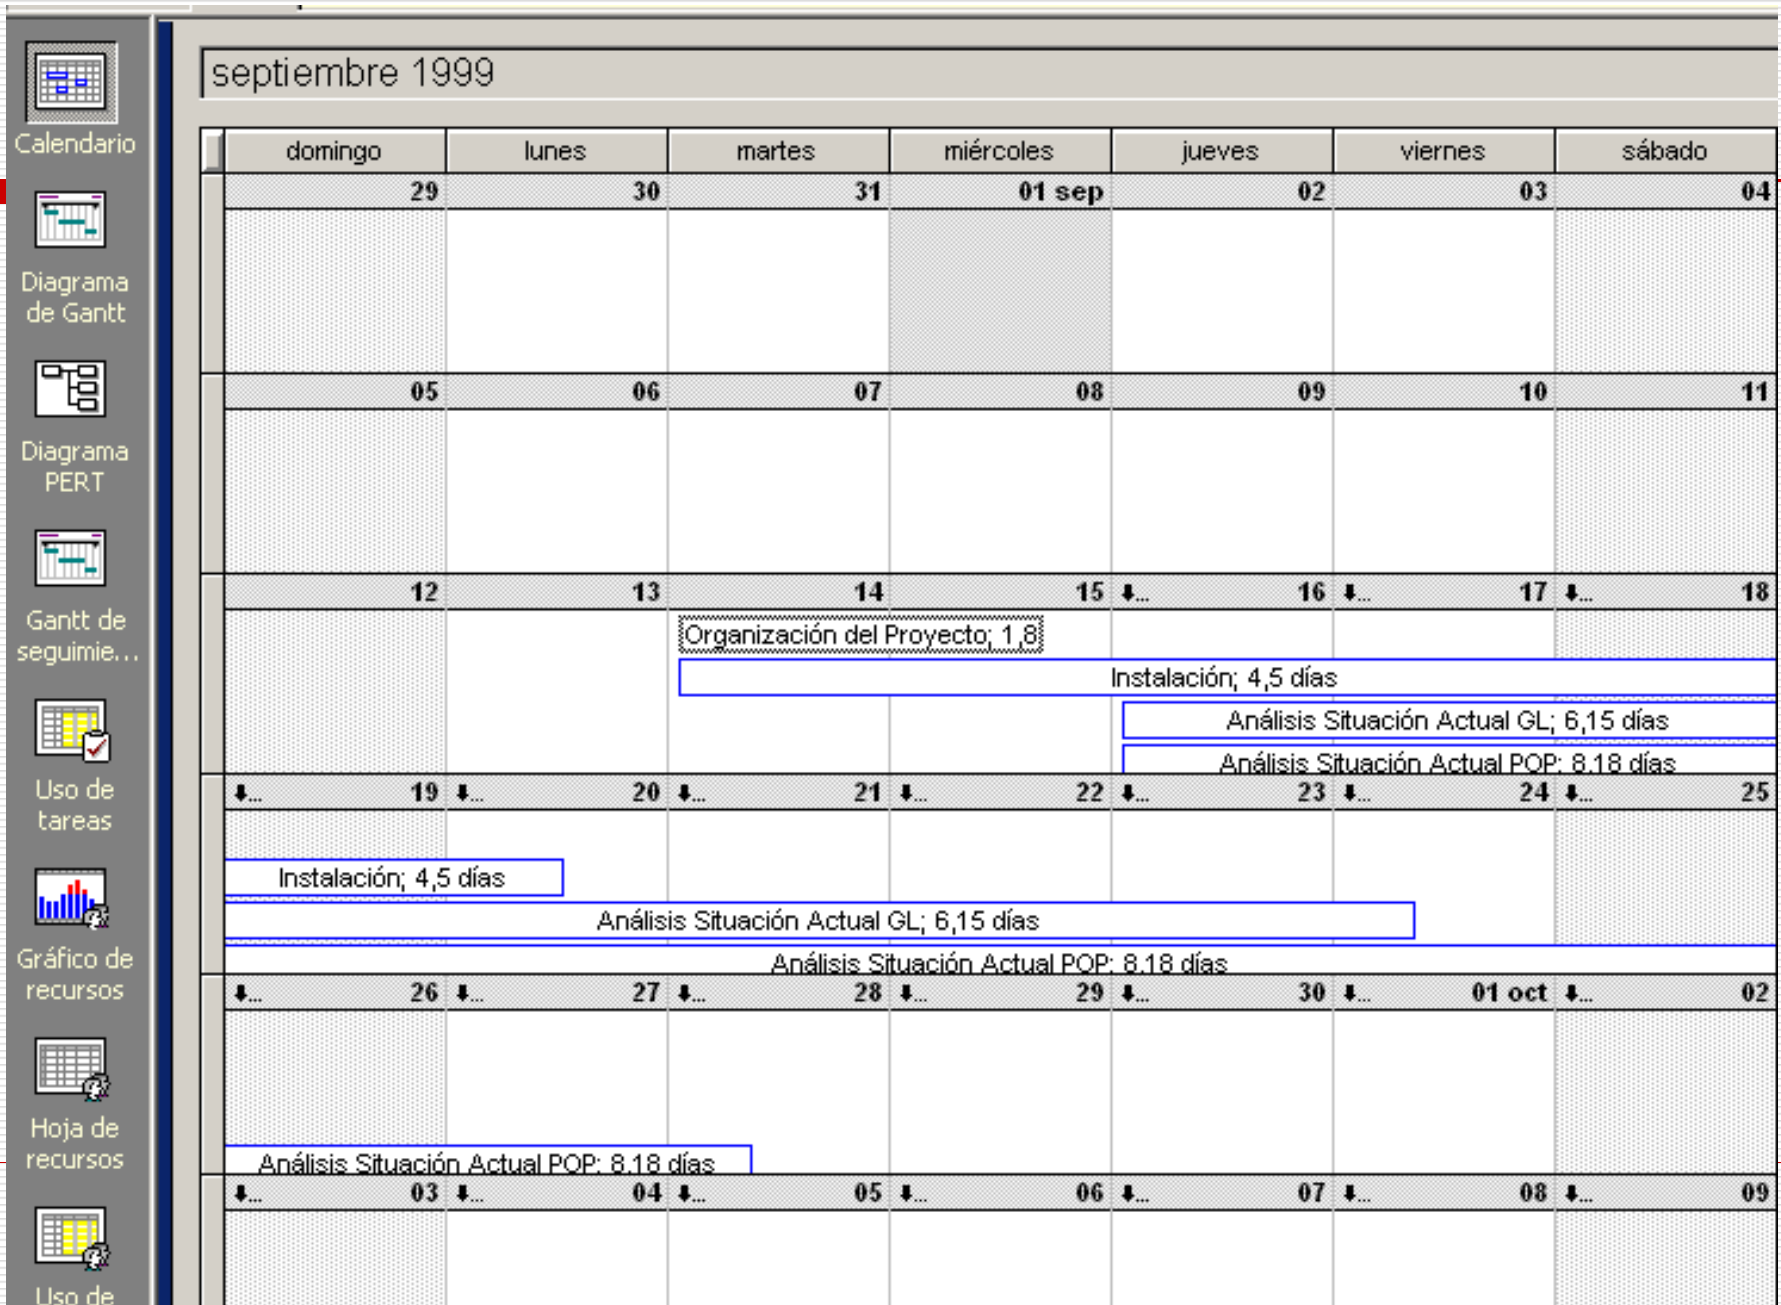 septiembre 1999
domingo lunes martes miércoles jueves viernes sábado
29 30 31 01 sep 02 03 04
05 06 07 08 09 10 11
12 13 14 15 ... 16 ... 17 ... 18
Organización del Proyecto; 1,8
Instalación; 4,5 días
Análisis Situación Actual GL; 6,15 días
Análisis Situación Actual POP; 8,18 días
... 19 ... 20 ... 21 ... 22 ... 23 ... 24 ... 25
Instalación; 4,5 días
Análisis Situación Actual GL; 6,15 días
Análisis Situación Actual POP; 8,18 días
... 26 ... 27 ... 28 ... 29 ... 30 ... 01 oct ... 02
Análisis Situación Actual POP; 8,18 días
... 03 ... 04 ... 05 ... 06 ... 07 ... 08 ... 09
Calendario
Diagrama
de Gantt
Diagrama
PERT
Gantt de
seguimie...
Uso de
tareas
Gráfico de
recursos
Hoja de
recursos
Uso de